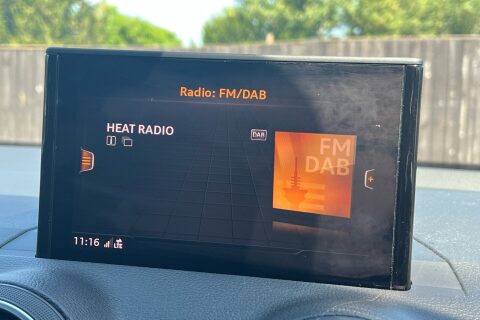 Radio: FM/DAB
HEAT RADIO
DAB
FM
DAB
11:16
LTE